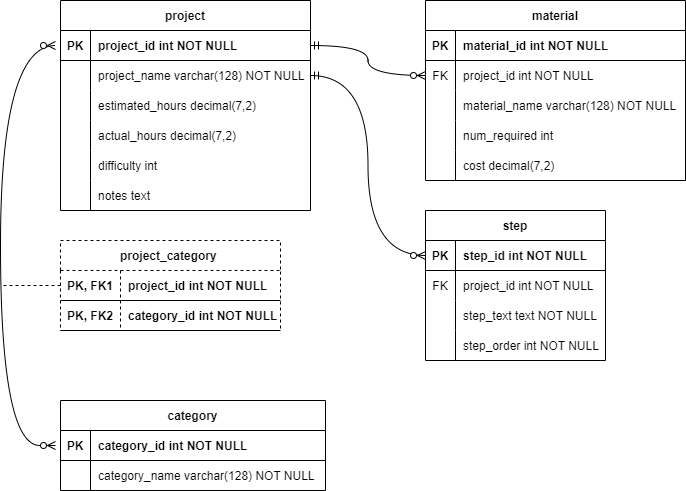 project
PK project_id int NOT NULL
project_name varchar(128) NOT NULL
estimated_hours decimal(7,2)
actual_hours decimal(7,2)
difficulty int
notes text
material
PK material_id int NOT NULL
FK project_id int NOT NULL
material_name varchar(128) NOT NULL
num_required int
cost decimal(7,2)
project_category
PK, FK1 project_id int NOT NULL
PK, FK2 category_id int NOT NULL
step
PK step_id int NOT NULL
FK project_id int NOT NULL
step_text text NOT NULL
step_order int NOT NULL
category
PK category_id int NOT NULL
category_name varchar(128) NOT NULL